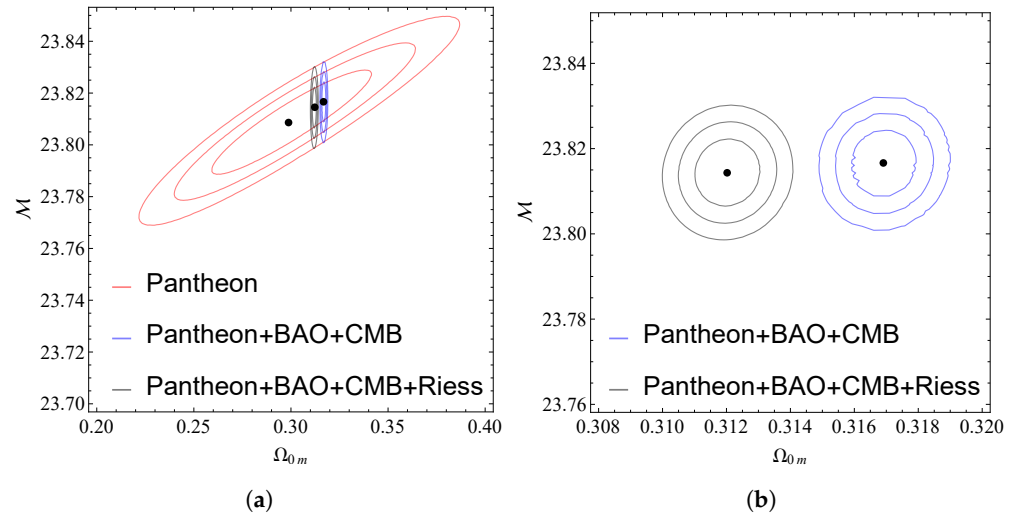 23.84
23.82
23.80
23.78
23.76
23.74
23.72
23.70
ℳ
Pantheon
Pantheon+BAO+CMB
Pantheon+BAO+CMB+Riess
0.20 0.25 0.30 0.35 0.40
Ω0 m
(a)
23.84
23.82
23.80
23.78
23.76
ℳ
Pantheon+BAO+CMB
Pantheon+BAO+CMB+Riess
0.308 0.310 0.312 0.314 0.316 0.318 0.320
Ω0 m
(b)